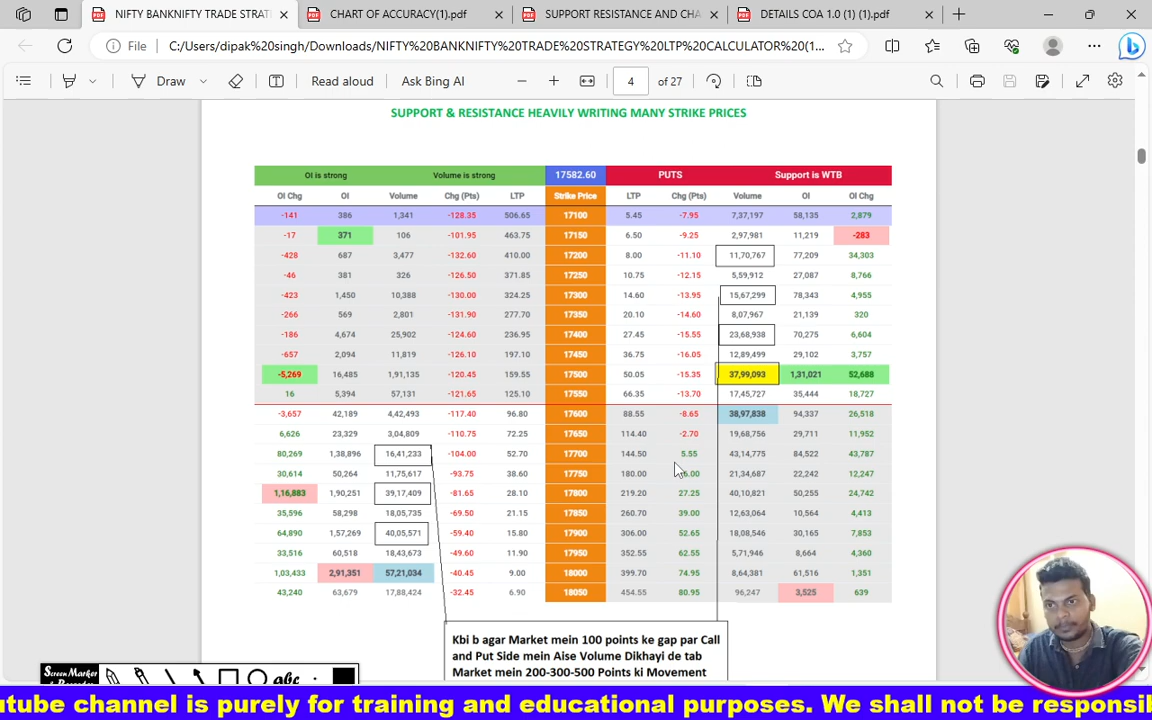 NIFTY BANKNIFTY TRADE STRATE
CHART OF ACCURACY(1).pdf
SUPPORT RESISTANCE AND CHA
DETAILS COA 1.0 (1) (1).pdf
File C:/Users/dipak%20singh/Downloads/NIFTY%20BANKNIFTY%20TRADE%20STRATEGY%20LTP%20CALCULATOR%20(1...
Draw Read aloud Ask Bing AI 4 of 27
SUPPORT & RESISTANCE HEAVILY WRITING MANY STRIKE PRICES
OI is strong Volume is strong 17582.60 PUTS Support is WTB
Oi Chg OI Volume Chg (Pts) LTP Strike Price LTP Chg (Pts) Volume OI OI Chg
-141 386 1,341 -128.35 506.65 17100 5.45 -7.95 7,37,197 58,135 2,879
-17 371 106 -101.95 463.75 17150 6.50 -9.25 2,97,981 11,219 -283
-428 687 3,477 -132.60 410.00 17200 8.00 -11.10 11,70,767 77,209 34,303
-46 381 326 -126.50 371.85 17250 10.75 -12.15 5,59,912 27,087 8,766
-423 1,450 10,388 -130.00 324.25 17300 14.60 -13.95 15,67,299 78,343 4,955
-266 569 2,801 -131.90 277.70 17350 20.10 -14.60 8,07,967 21,139 320
-186 4,674 25,902 -124.60 236.95 17400 27.45 -15.55 23,68,938 70,275 6,604
-657 2,094 11,819 -126.10 197.10 17450 36.75 -16.05 12,89,499 29,102 3,757
-5,269 16,485 1,91,135 -120.45 159.55 17500 50.05 -15.35 37,99,093 1,31,021 52,688
16 5,394 57,131 -121.65 125.10 17550 66.35 -13.70 17,45,727 35,444 18,727
-3,657 42,189 4,42,493 -117.40 96.80 17600 88.55 -8.65 38,97,838 94,337 26,518
6,626 23,329 3,04,809 -110.75 72.25 17650 114.40 -2.70 19,68,756 29,711 11,952
80,269 1,38,896 16,41,233 -104.00 52.70 17700 144.50 5.55 43,14,775 84,522 43,787
30,614 50,264 11,75,617 -93.75 38.60 17750 180.00 21,34,687 22,242 12,247
1,16,883 1,90,251 39,17,409 -81.65 28.10 17800 219.20 27.25 40,10,821 50,255 24,742
35,596 58,298 18,05,735 -69.50 21.15 17850 260.70 39.00 12,63,064 10,564 4,413
64,890 1,57,269 40,05,571 -59.40 15.80 17900 306.00 52.65 18,08,546 30,165 7,853
33,516 60,518 18,43,673 -49.60 11.90 17950 352.55 62.55 5,71,946 8,664 4,360
1,03,433 2,91,351 57,21,034 -40.45 9.00 18000 399.70 74.95 8,64,381 61,516 1,351
43,240 63,679 17,88,424 -32.45 6.90 18050 454.55 80.95 96,247 3,525 639
Kbi b agar Market mein 100 points ke gap par Call
and Put Side mein Aise Volume Dikhayi de tab
Market mein 200-300-500 Points ki Movement
Screen Marker
abc
utube channel is purely for training and educational purposes. We shall not be responsib